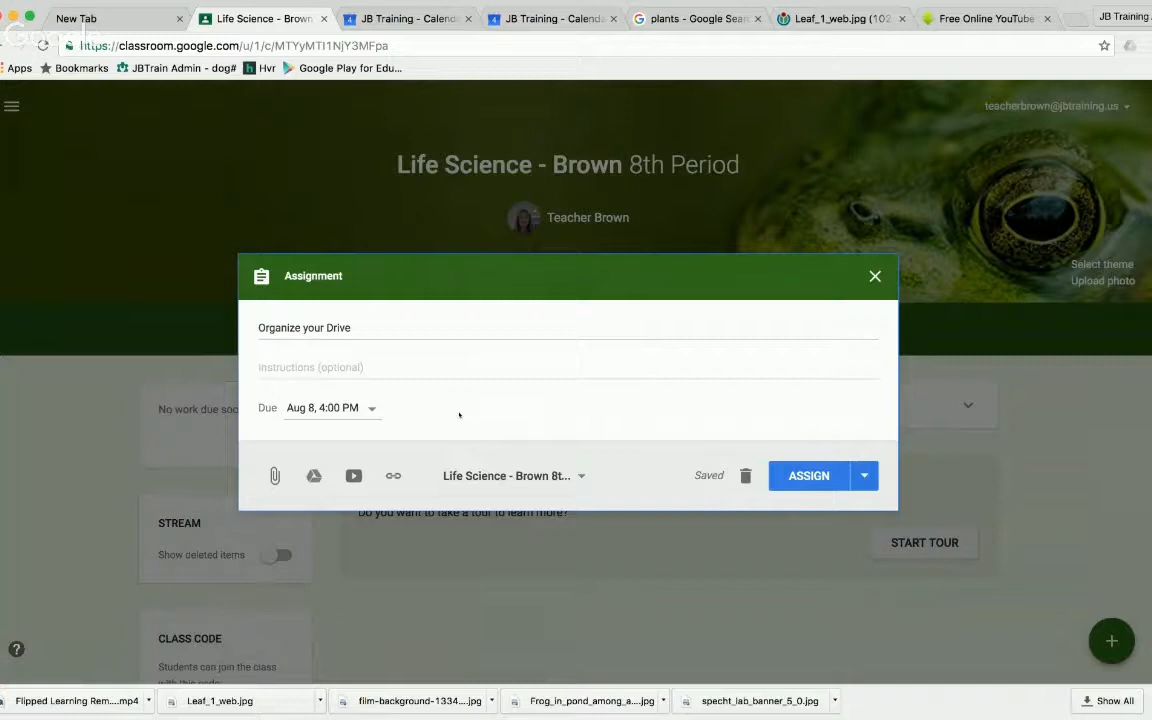 New Tab
Life Science - Brown
JB Training - Calend
JB Training - Calend
plants - Google Sear
Leaf_1_web.jpg (102
Free Online YouTube
JB Training
Google
https://classroom.google.com/u/1/c/MTYyMTI1NjY3MFpa
Apps
Bookmarks
JBTrain Admin - dog#
Hvr
Google Play for Edu...
teacherbrown@jbtraining.us
Life Science - Brown 8th Period
Teacher Brown
Select theme
Upload photo
Assignment
Organize your Drive
Instructions (optional)
No work due soo
Due Aug 8, 4:00 PM
Life Science - Brown 8t...
Saved
ASSIGN
Do you want to take a tour to learn more?
STREAM
Show deleted items
START TOUR
CLASS CODE
Students can join the class
with this code:
Flipped Learning Rem....mp4
Leaf_1_web.jpg
film-background-1334....jpg
Frog_in_pond_among_a....jpg
specht_lab_banner_5_0.jpg
Show All